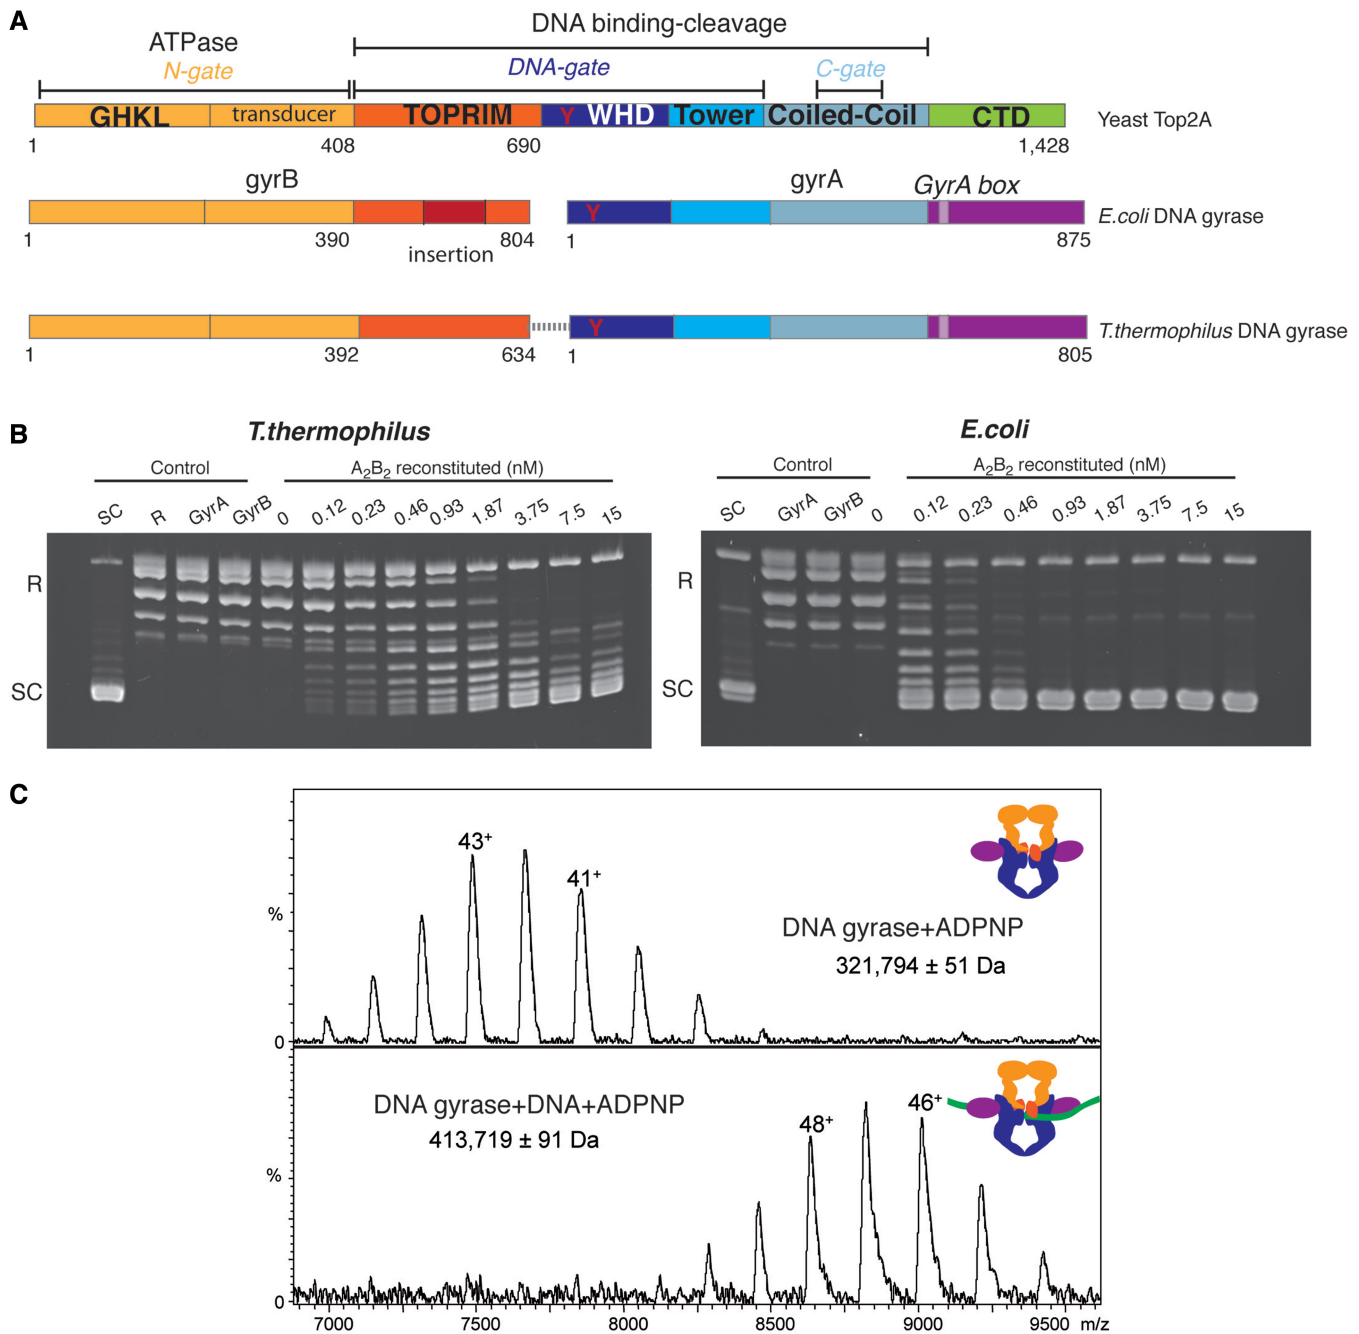 A
DNA binding-cleavage
ATPase
N-gate
DNA-gate
C-gate
GHKL transducer TOPRIM Y WHD Tower Coiled-Coil CTD
Yeast Top2A
1 408 690 1,428
gyrB gyrA GyrA box
Y
E.coli DNA gyrase
1 390 804 1 875
insertion
Y
T.thermophilus DNA gyrase
1 392 634 1 805
B
T.thermophilus
Control A2B2 reconstituted (nM)
SC R GyrA GyrB 0 0.12 0.23 0.46 0.93 1.87 3.75 7.5 15
R
SC
E.coli
Control A2B2 reconstituted (nM)
SC GyrA GyrB 0 0.12 0.23 0.46 0.93 1.87 3.75 7.5 15
R
SC
C
43+
41+
%
DNA gyrase+ADPNP
321,794 ± 51 Da
0
DNA gyrase+DNA+ADPNP
413,719 ± 91 Da
48+
46+
%
0
7000 7500 8000 8500 9000 9500 m/z